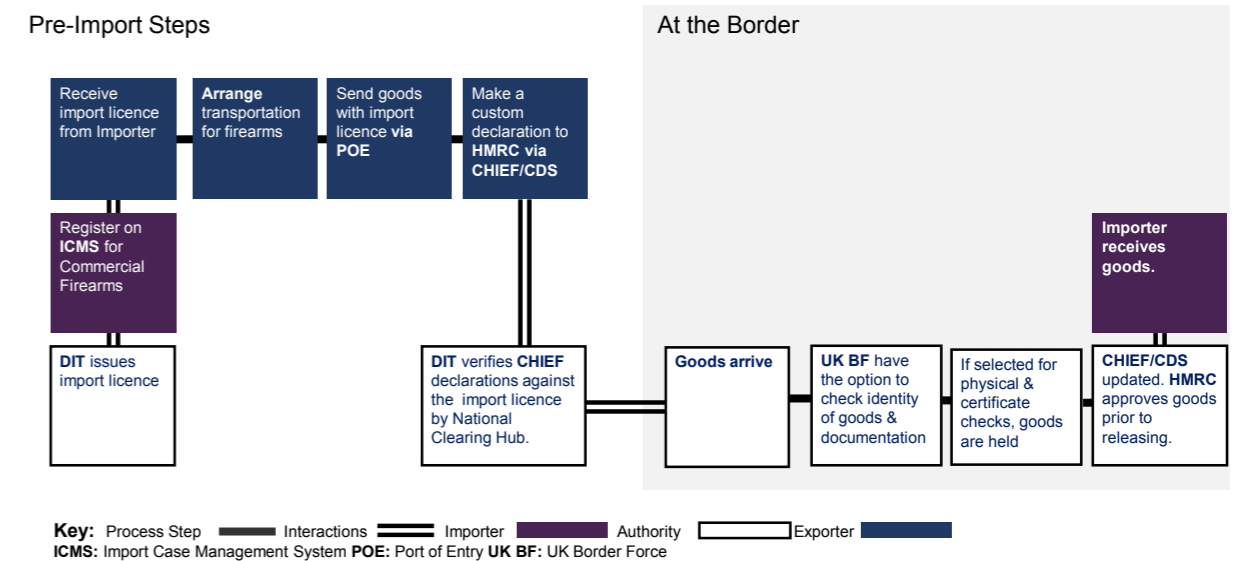 Pre-Import Steps
At the Border
Receive
import licence
from Importer
Arrange
transportation
for firearms
Send goods
with import
licence via
POE
Make a
custom
declaration to
HMRC via
CHIEF/CDS
Register on
ICMS for
Commercial
Firearms
Importer
receives
goods.
DIT issues
import licence
DIT verifies CHIEF
declarations against
the import licence
by National
Clearing Hub.
Goods arrive
UK BF have
the option to
check identity
of goods &
documentation
If selected for
physical &
certificate
checks, goods
are held
CHIEF/CDS
updated. HMRC
approves goods
prior to
releasing.
Key: Process Step Interactions Importer Authority Exporter
ICMS: Import Case Management System POE: Port of Entry UK BF: UK Border Force